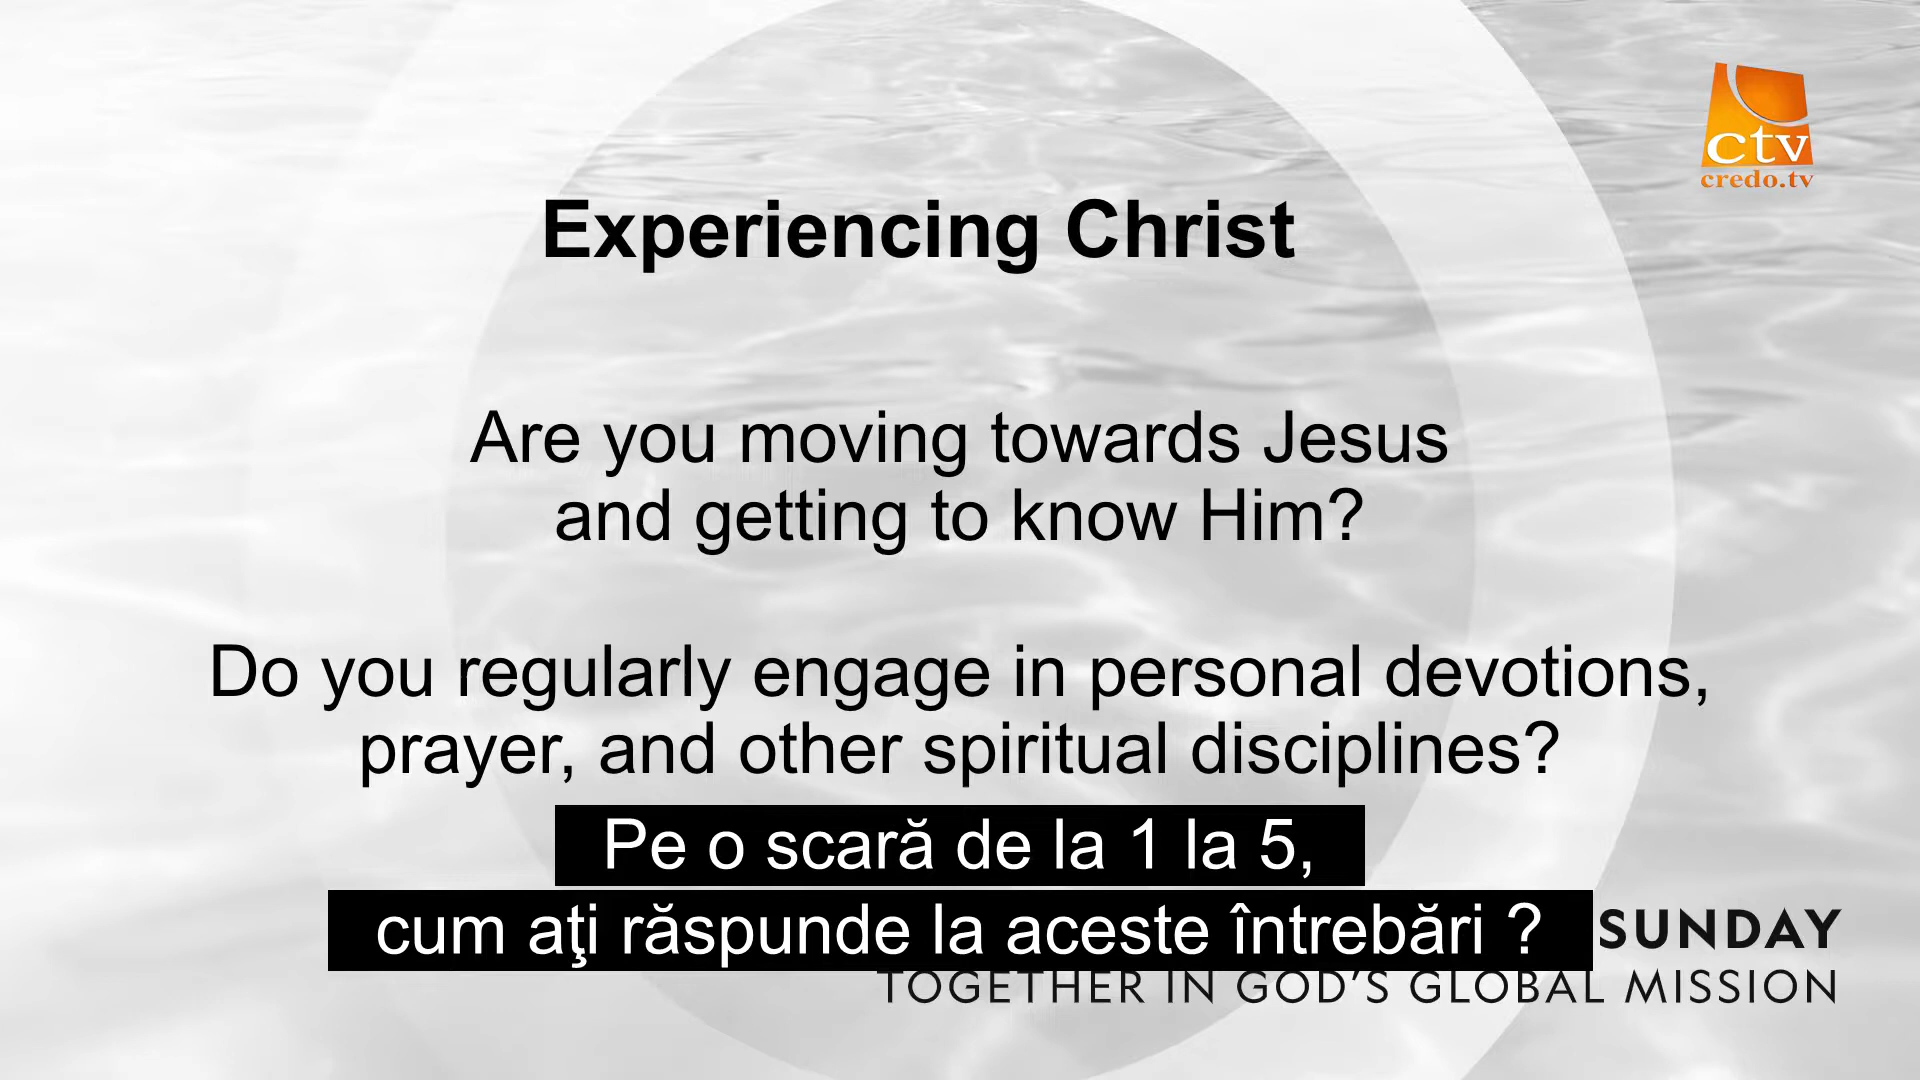 ctv
credo.tv
Experiencing Christ
Are you moving towards Jesus
and getting to know Him?
Do you regularly engage in personal devotions,
prayer, and other spiritual disciplines?
Pe o scară de la 1 la 5,
cum aţi răspunde la aceste întrebări ?
SUNDAY
TOGETHER IN GOD'S GLOBAL MISSION